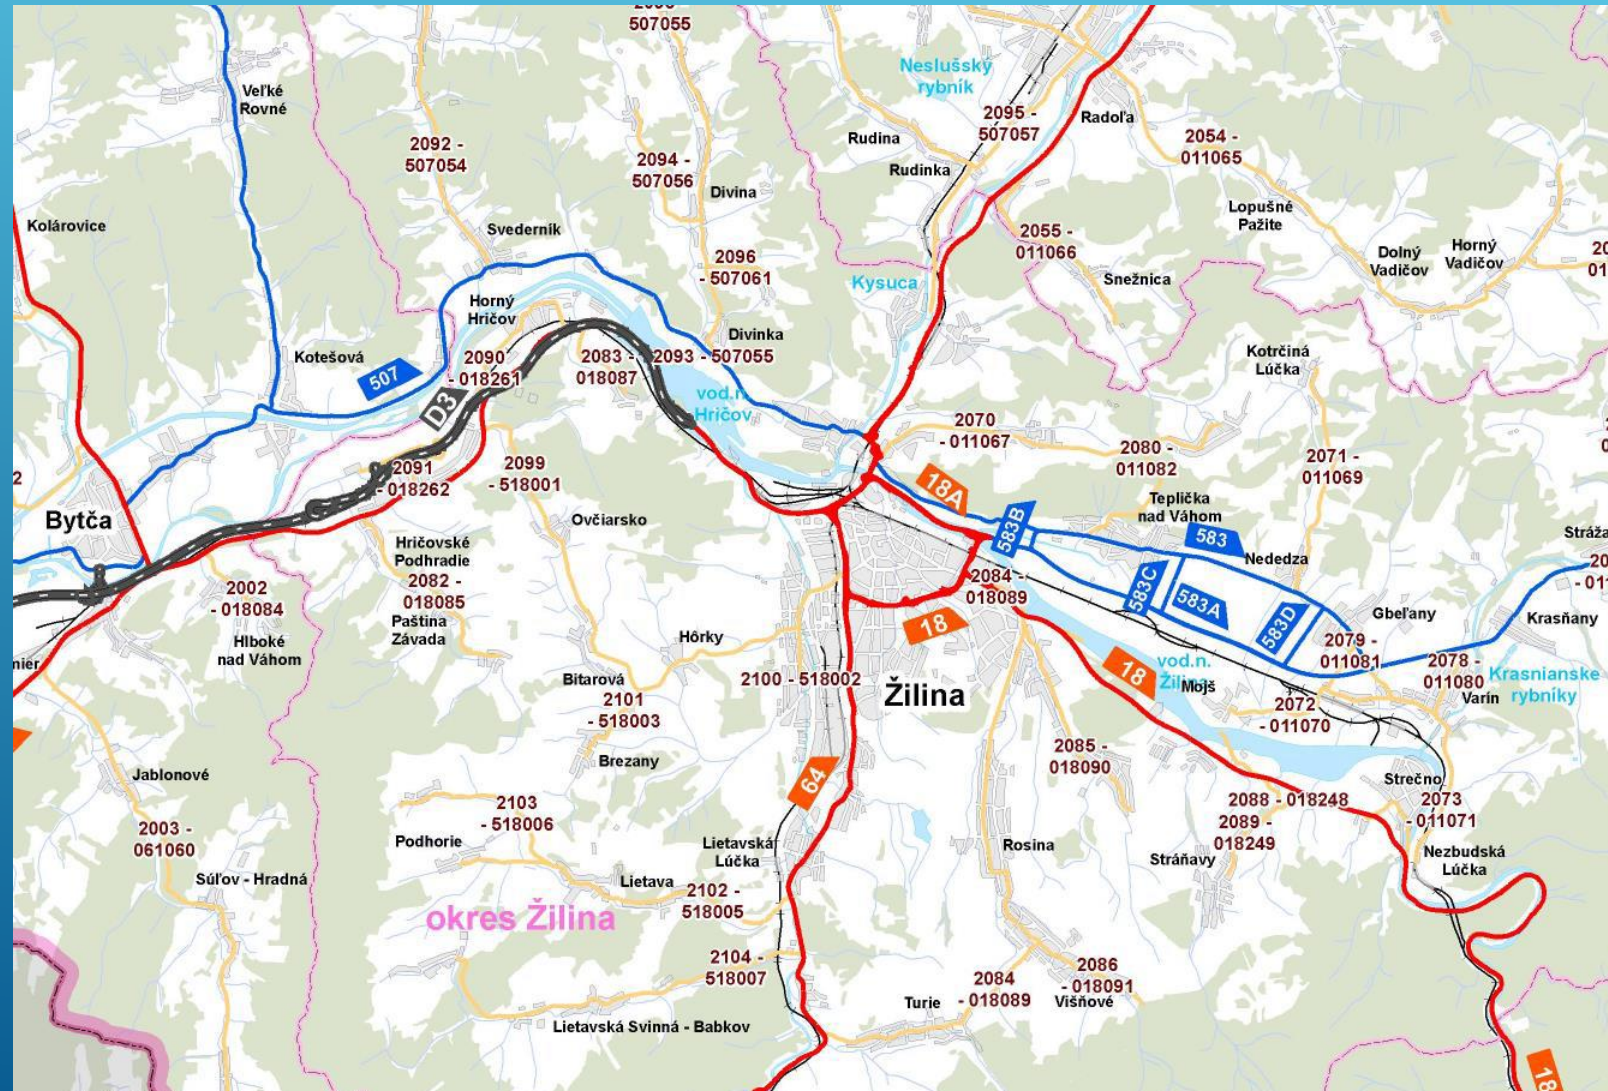 507055
Neslušský
rybník
Veľké
Rovné
2095 -
507057
Radoľa
Rudina
2054 -
011065
2092 -
507054
2094 -
507056
Rudinka
Divina
Kolárovice
Lopušné
Pažite
Svederník
2055 -
011066
Dolný
Vadičov
Horný
Vadičov
2096
- 507061
Snežnica
Kysuca
Horný
Hričov
Divinka
Kotešová
2090
- 018261
2083 -
018087
2093 - 507055
Kotrčiná
Lúčka
507
D3
vod.n.
Hričov
2070
- 011067
2080 -
011082
2071 -
011069
2091
- 018262
2099
- 518001
18A
Teplička
nad Váhom
Bytča
Ovčiarsko
583B
583
Hričovské
Podhradie
Nededza
2082 -
018085
Paština
Závada
2002
- 018084
2084 -
018089
583C
583A
583D
Gbeľany
Krasňany
Hlboké
nad Váhom
Hôrky
18
2079 -
011081
2078 -
011080
18
vod.n.
Žilina
Mojš
Krasnianske
rybníky
Varín
Bitarová
2100 - 518002
Žilina
2101
- 518003
2072
- 011070
Brezany
2085 -
018090
Jablonové
64
Strečno
2103
- 518006
2088 - 018248
2089 -
018249
2073
- 011071
2003 -
061060
Podhorie
Lietavská
Lúčka
Rosina
Stráňavy
Nezbudská
Lúčka
Súľov - Hradná
Lietava
2102 -
518005
okres Žilina
2104 -
518007
2084
- 018089
2086
- 018091
Turie
Višňové
Lietavská Svinná - Babkov
18